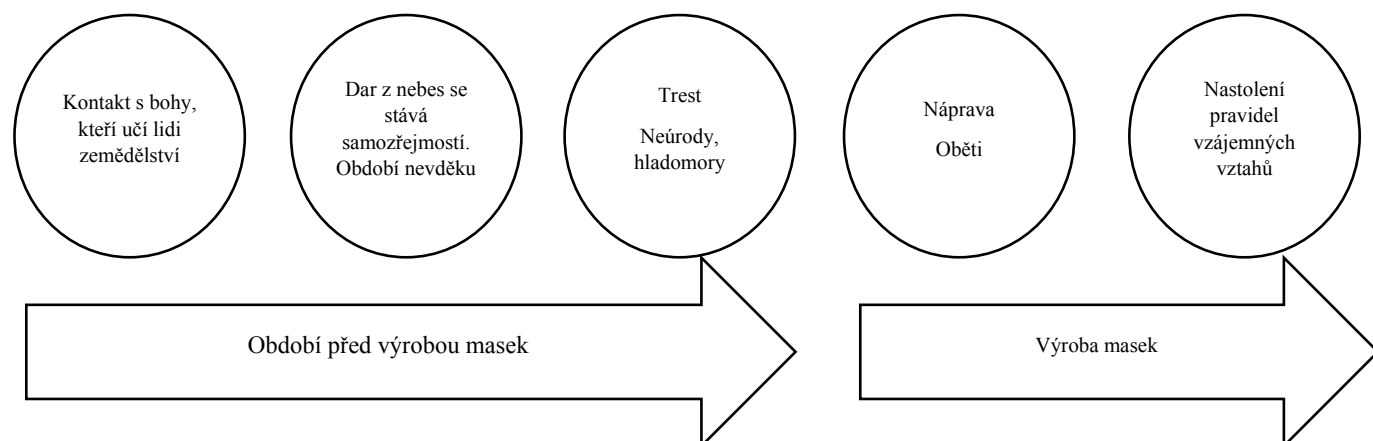 Kontakt s bohy,
kteří učí lidi
zemědělství
Dar z nebes se
stává
samozřejmostí.
Období nevděku
Trest
Neúrody,
hladomory
Náprava
Oběti
Nastolení
pravidel
vzájemných
vztahů
Období před výrobou masek
Výroba masek